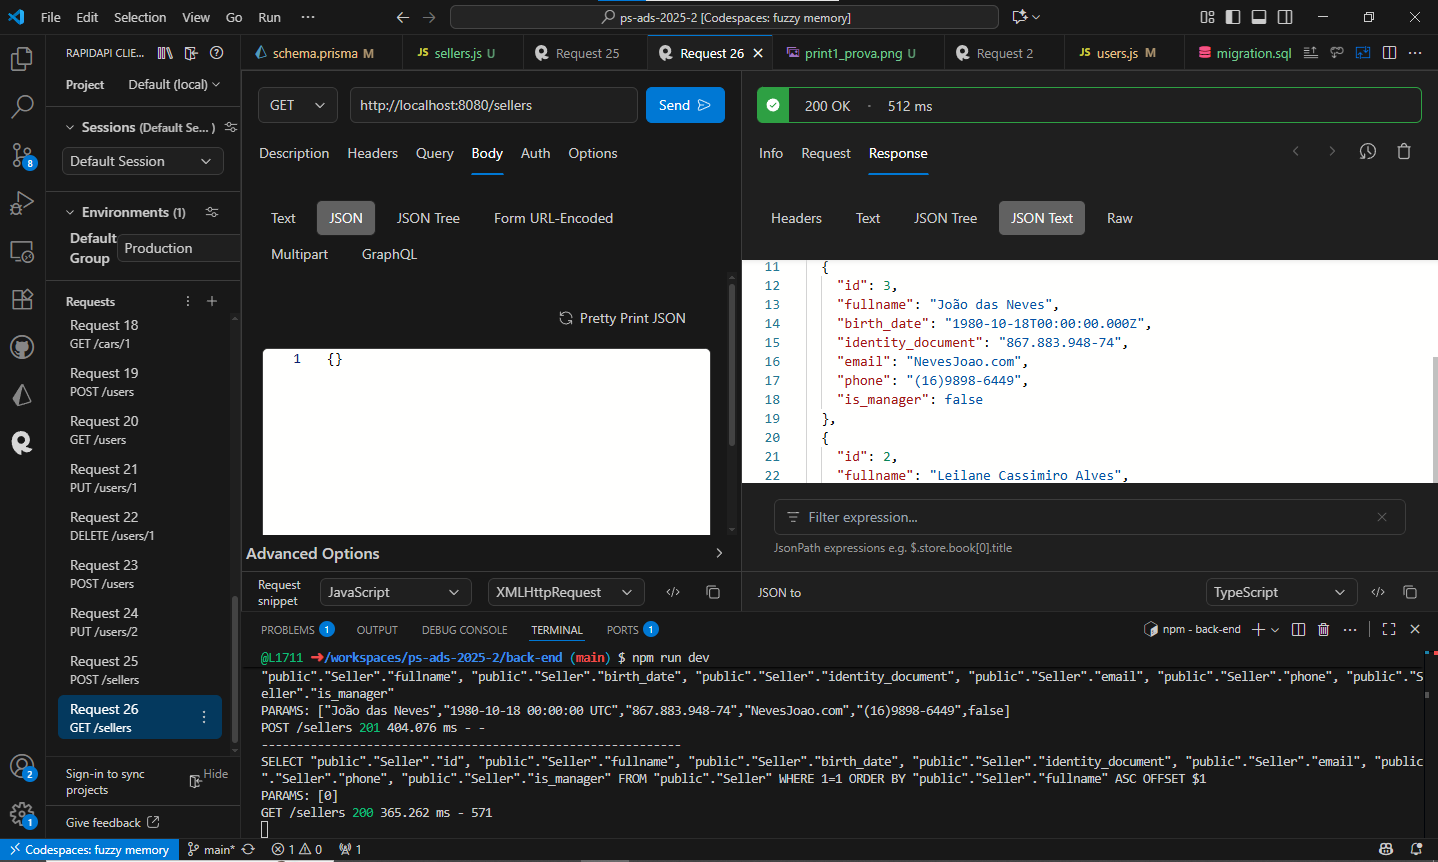 File Edit Selection View Go Run ···
ps-ads-2025-2 [Codespaces: fuzzy memory]
RAPIDAPI CLIE...
schema.prisma M
JS sellers.js U
Request 25
Request 26
print1_prova.png U
Request 2
JS users.js M
migration.sql
Project Default (local)
Sessions (Default Se... )
Default Session
Environments (1)
Default Group
Production
Requests
Request 18
GET /cars/1
Request 19
POST /users
Request 20
GET /users
Request 21
PUT /users/1
Request 22
DELETE /users/1
Request 23
POST /users
Request 24
PUT /users/2
Request 25
POST /sellers
Request 26
GET /sellers
Sign-in to sync projects
Hide
Give feedback
8
2
1
GET http://localhost:8080/sellers Send
Description Headers Query Body Auth Options
Text JSON JSON Tree Form URL-Encoded
Multipart GraphQL
Pretty Print JSON
1 {}
Advanced Options
Request snippet JavaScript XMLHttpRequest
200 OK · 512 ms
Info Request Response
Headers Text JSON Tree JSON Text Raw
11 {
12 "id": 3,
13 "fullname": "João das Neves",
14 "birth_date": "1980-10-18T00:00:00.000Z",
15 "identity_document": "867.883.948-74",
16 "email": "NevesJoao.com",
17 "phone": "(16)9898-6449",
18 "is_manager": false
19 },
20 {
21 "id": 2,
22 "fullname": "Leilane Cassimiro Alves",
Filter expression...
JsonPath expressions e.g. $.store.book[0].title
JSON to TypeScript
PROBLEMS 1 OUTPUT DEBUG CONSOLE TERMINAL PORTS 1
npm - back-end
@L1711 ➜/workspaces/ps-ads-2025-2/back-end (main) $ npm run dev
"public"."Seller"."fullname", "public"."Seller"."birth_date", "public"."Seller"."identity_document", "public"."Seller"."email", "public"."Seller"."phone", "public"."S
eller"."is_manager"
PARAMS: ["João das Neves","1980-10-18 00:00:00 UTC","867.883.948-74","NevesJoao.com","(16)9898-6449",false]
POST /sellers 201 404.076 ms - -
------------------------------------------------------------
SELECT "public"."Seller"."id", "public"."Seller"."fullname", "public"."Seller"."birth_date", "public"."Seller"."identity_document", "public"."Seller"."email", "public
"."Seller"."phone", "public"."Seller"."is_manager" FROM "public"."Seller" WHERE 1=1 ORDER BY "public"."Seller"."fullname" ASC OFFSET $1
PARAMS: [0]
GET /sellers 200 365.262 ms - 571
Codespaces: fuzzy memory main* 1 0 1